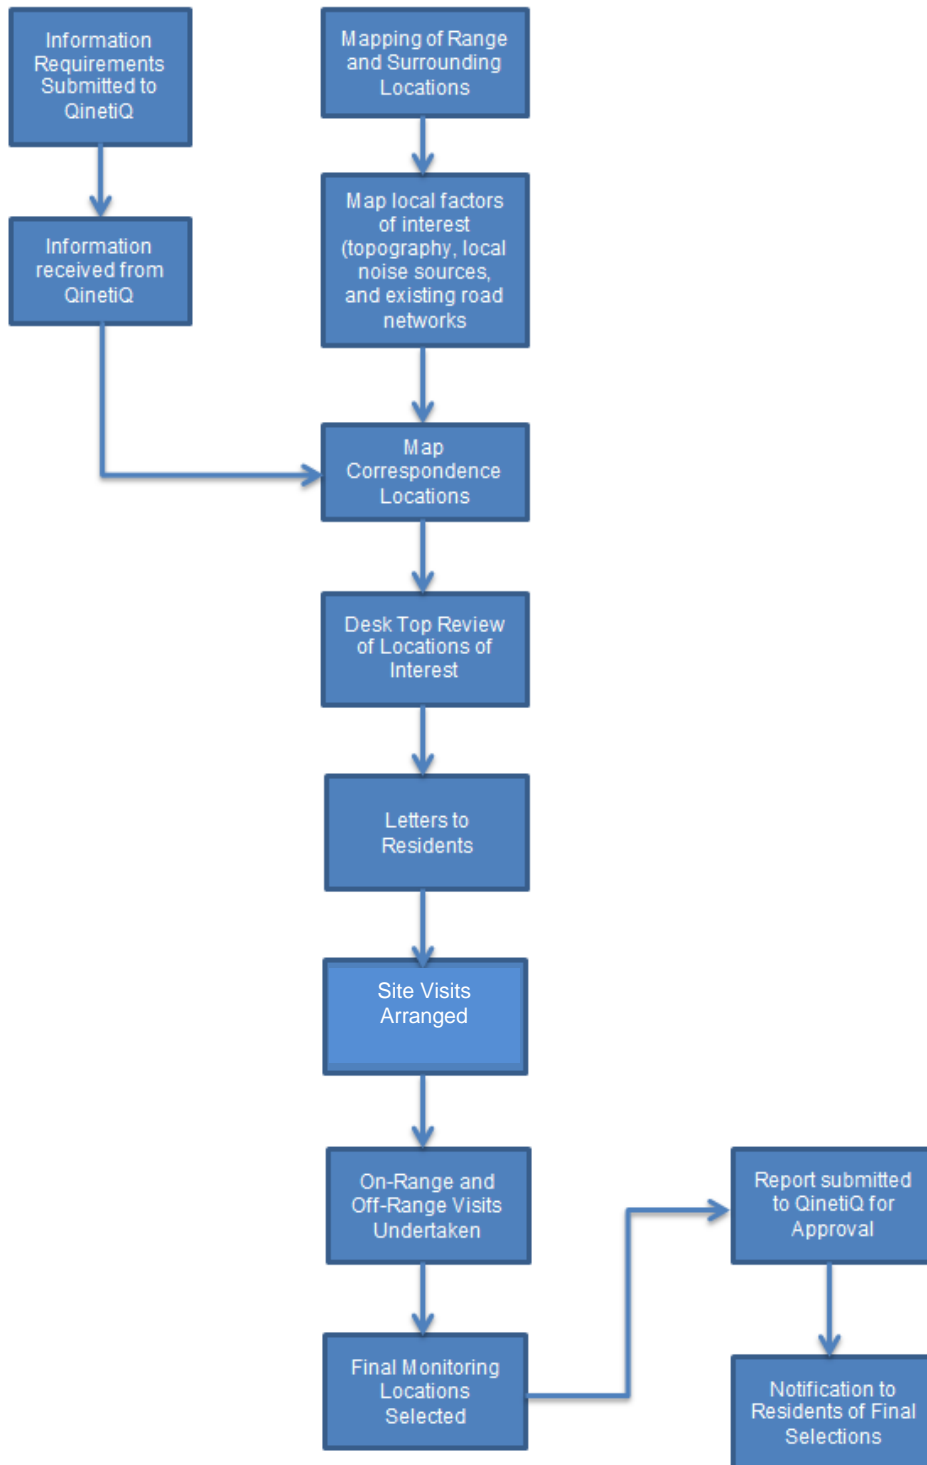 Information
Requirements
Submitted to
QinetiQ
Mapping of Range
and Surrounding
Locations
Information
received from
QinetiQ
Map local factors
of interest
(topography, local
noise sources,
and existing road
networks
Map
Correspondence
Locations
Desk Top Review
of Locations of
Interest
Letters to
Residents
Site Visits
Arranged
On-Range and
Off-Range Visits
Undertaken
Final Monitoring
Locations
Selected
Report submitted
to QinetiQ for
Approval
Notification to
Residents of Final
Selections